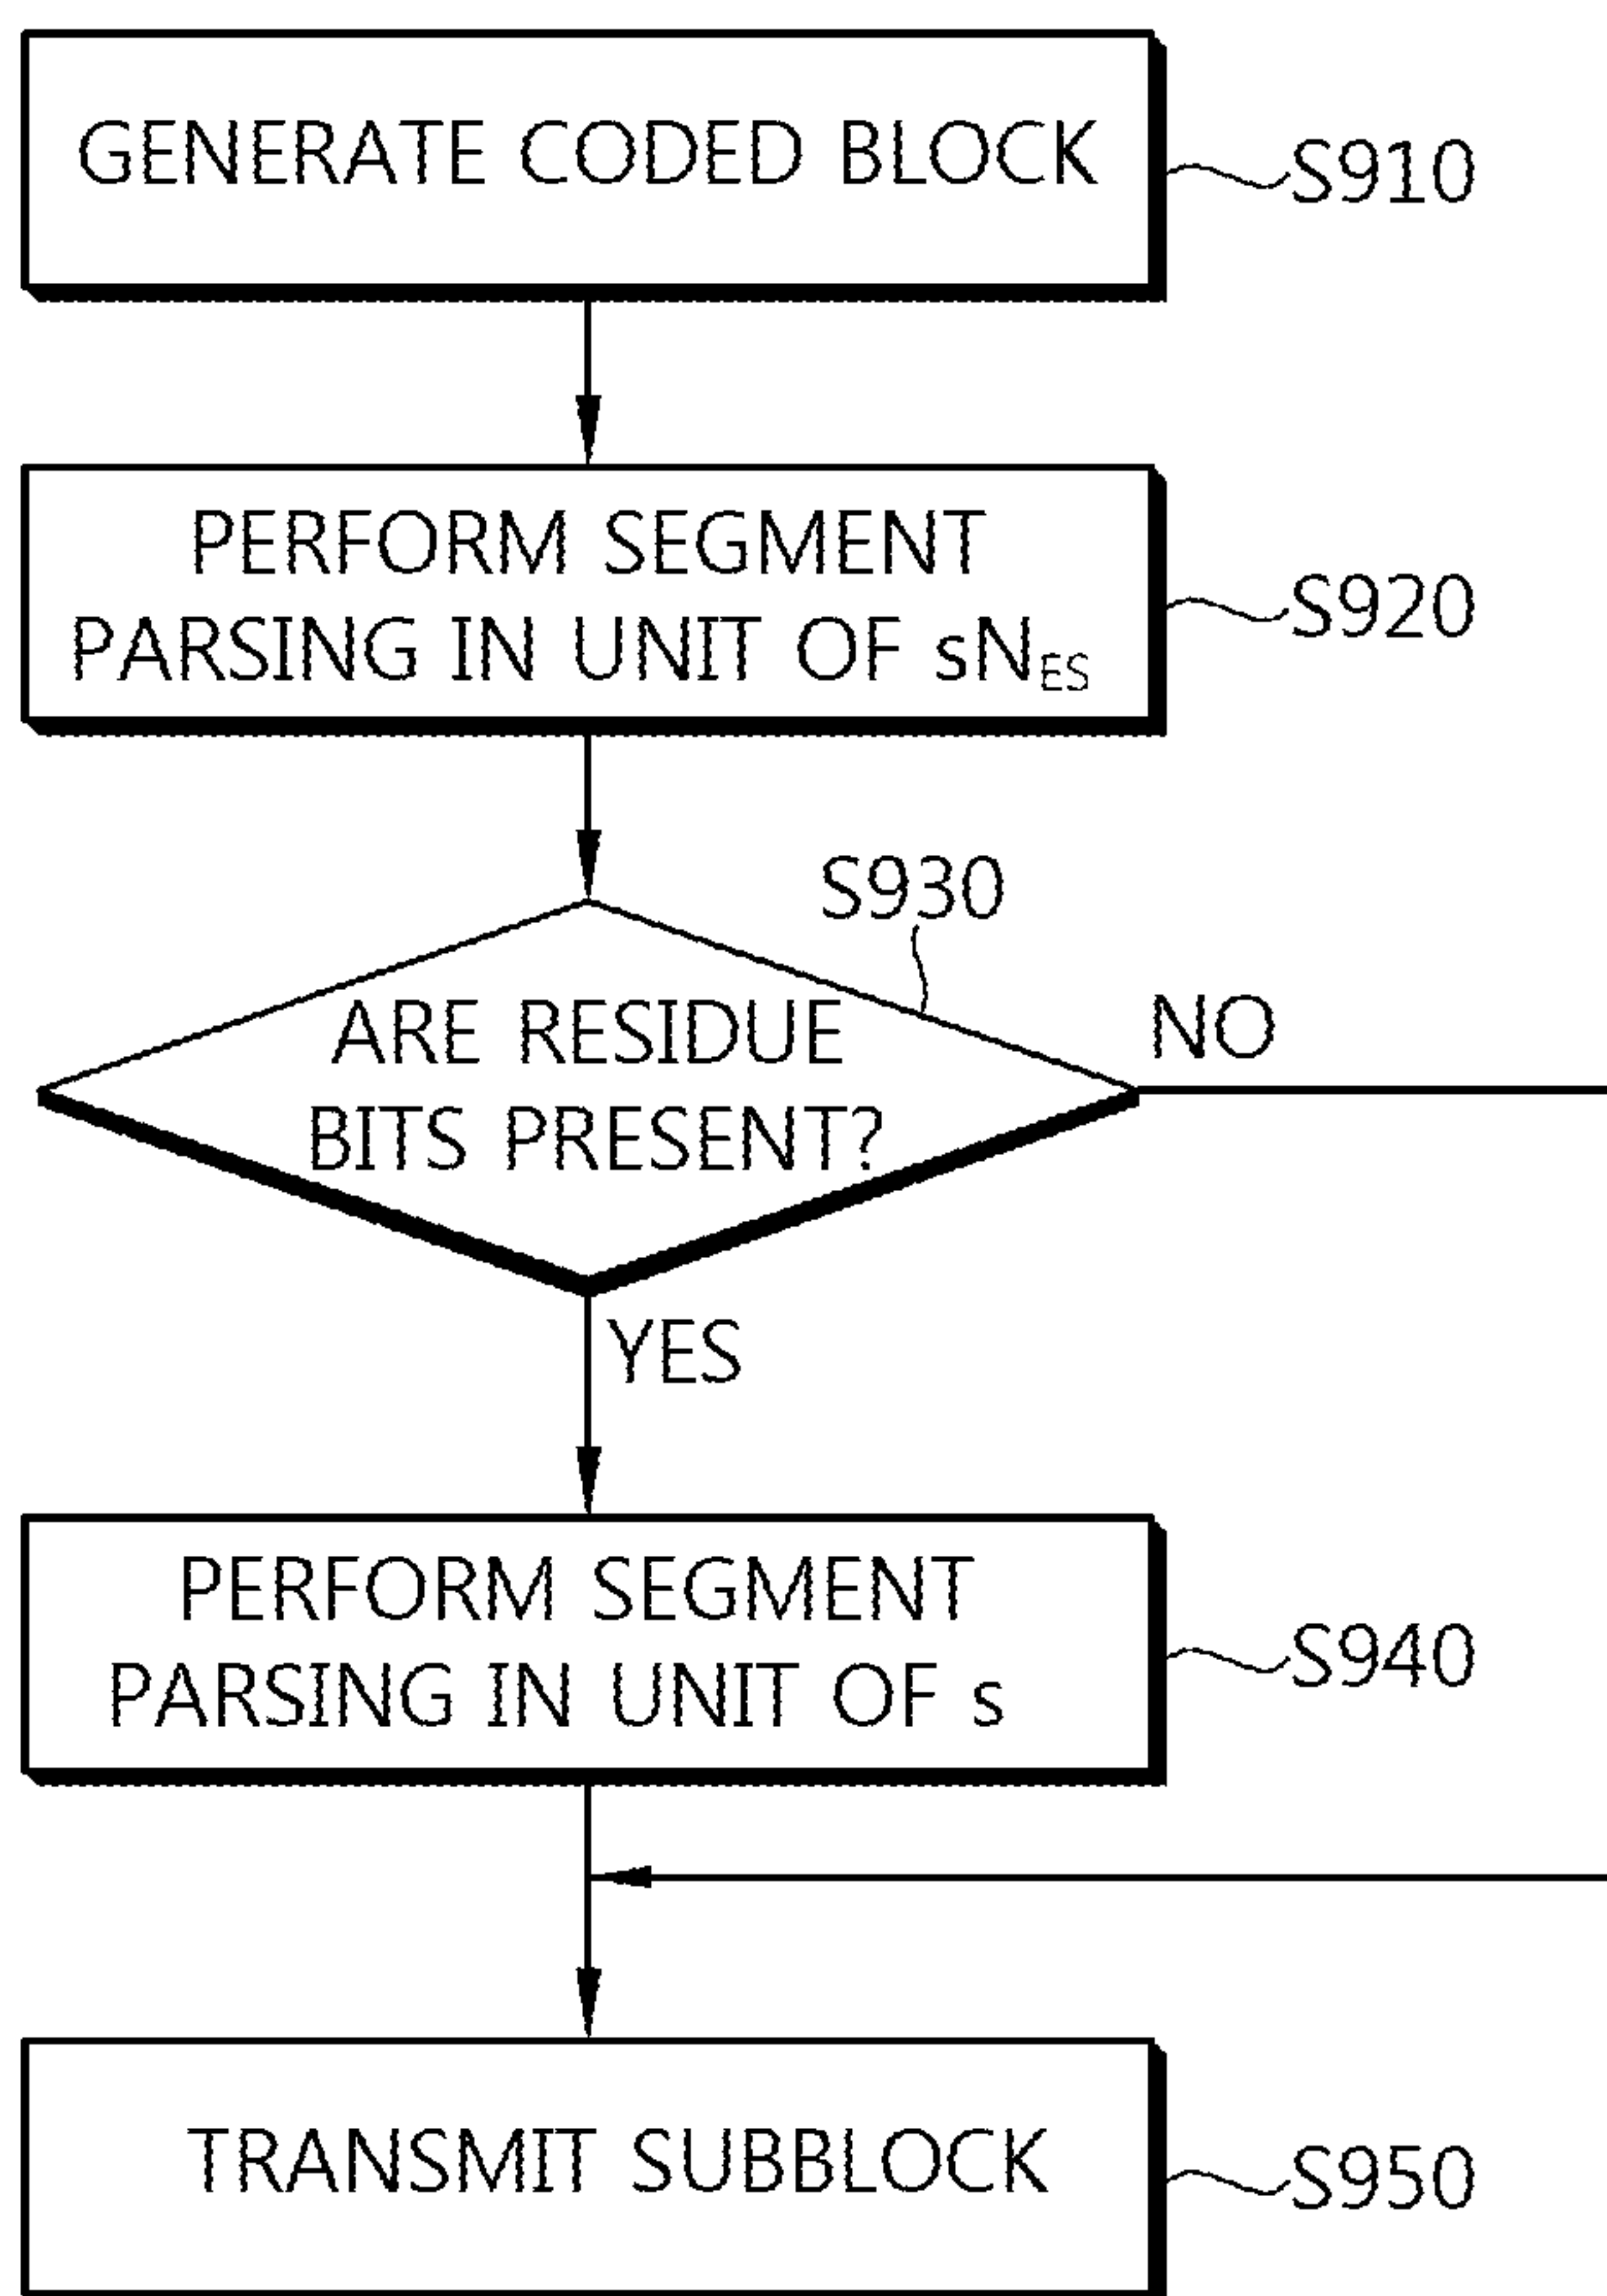 GENERATE CODED BLOCK
S910
PERFORM SEGMENT
PARSING IN UNIT OF sN_ES
S920
S930
ARE RESIDUE
BITS PRESENT?
NO
YES
PERFORM SEGMENT
PARSING IN UNIT OF s
S940
TRANSMIT SUBBLOCK
S950